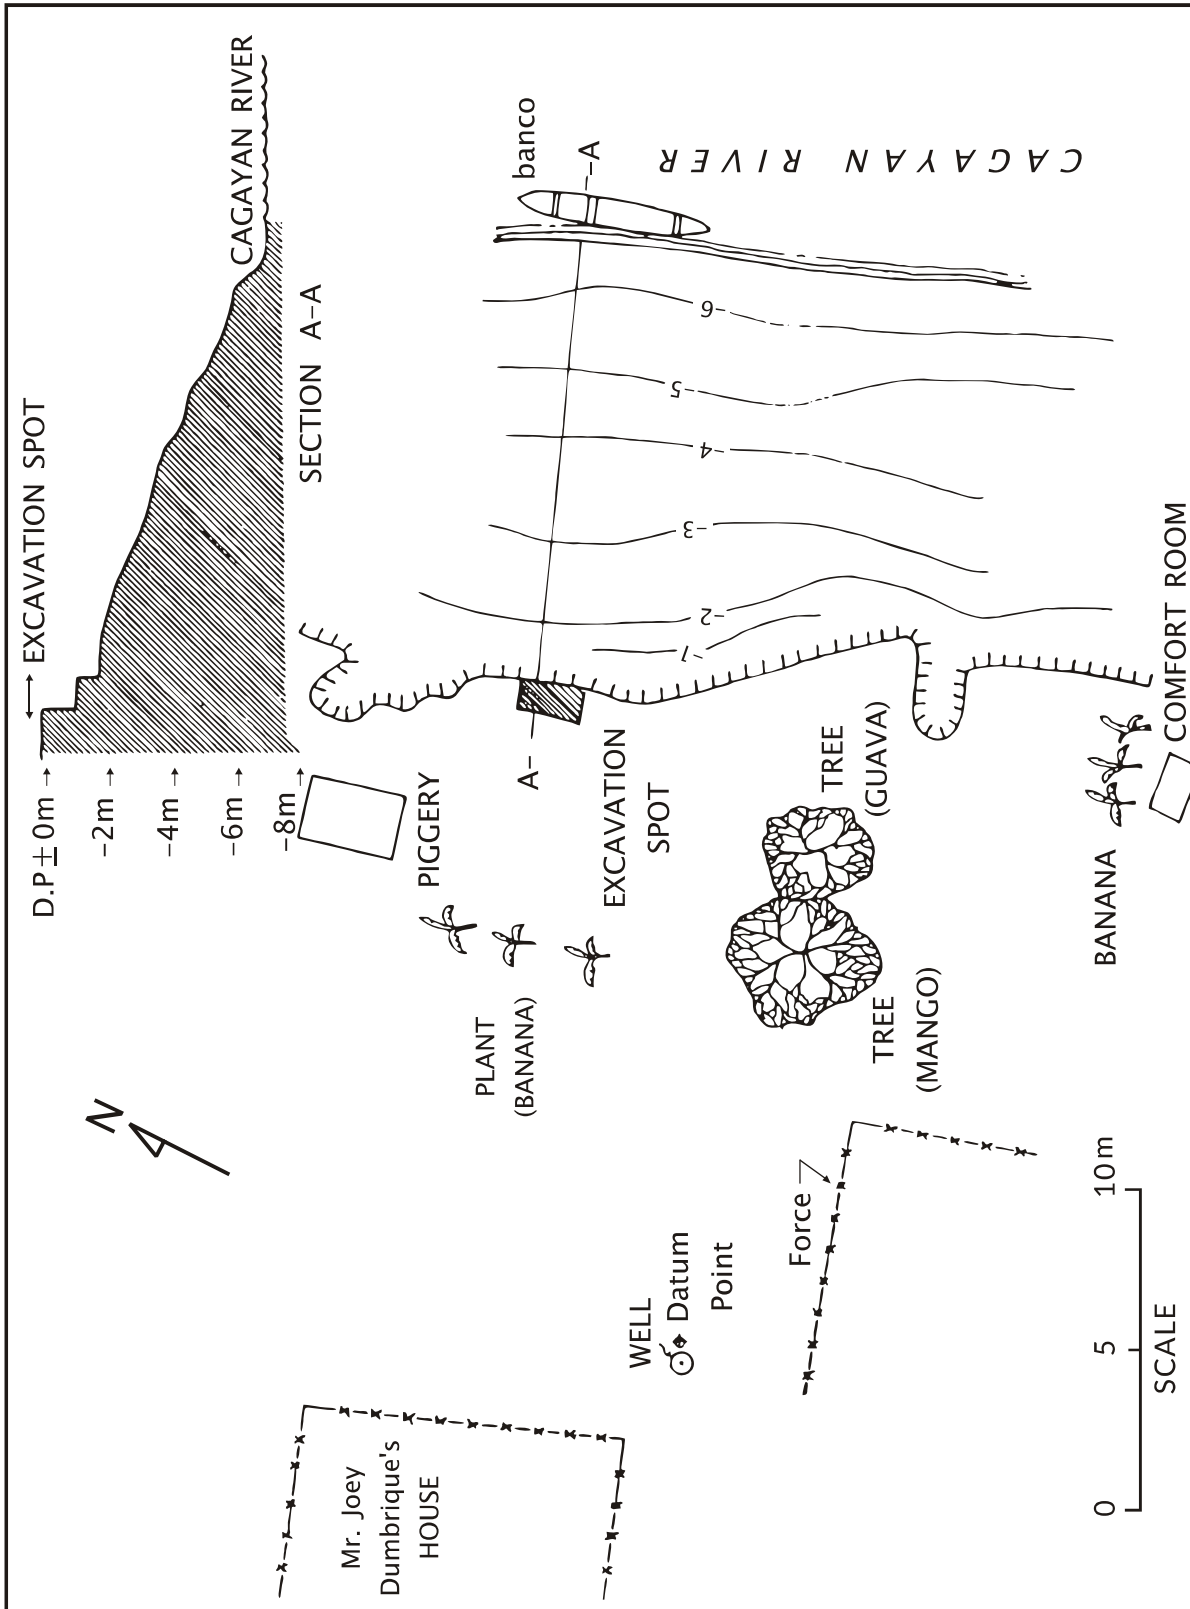 EXCAVATION SPOT
CAGAYAN RIVER
D.P ± 0m
-2m
-4m
-6m
-8m
SECTION A-A
banco
-A
CAGAYAN RIVER
-6
-5
-4
-3
-2
-1
A-
EXCAVATION
SPOT
PIGGERY
PLANT
(BANANA)
TREE
(GUAVA)
TREE
(MANGO)
COMFORT ROOM
BANANA
N
Force
WELL
Datum
Point
Mr. Joey
Dumbrique's
HOUSE
0 5 10m
SCALE